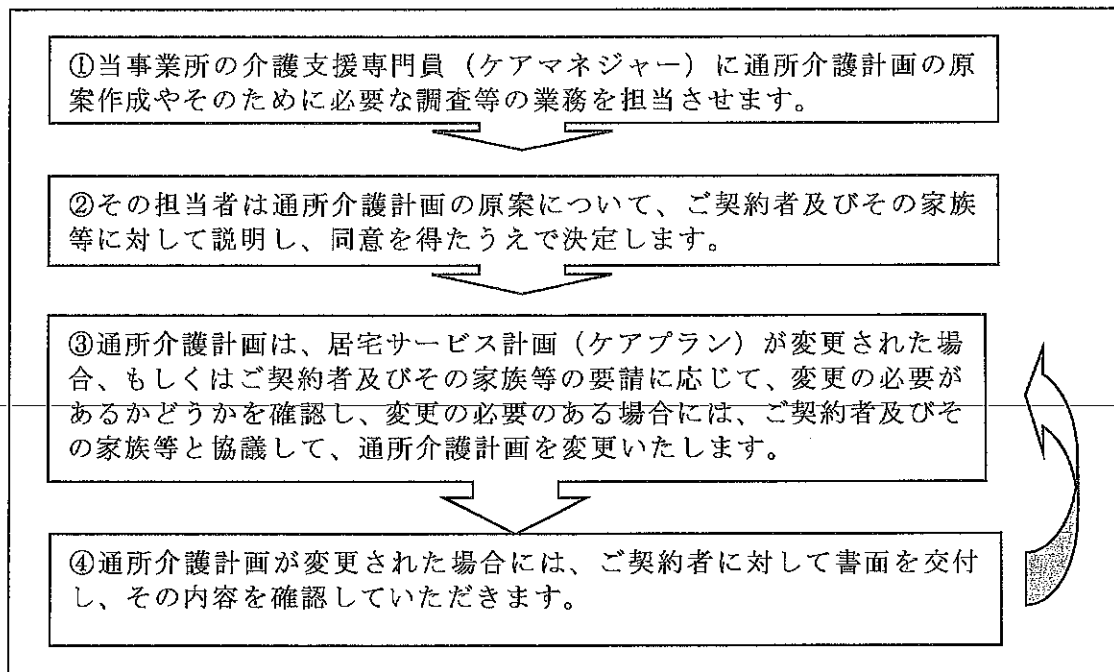 ①当事業所の介護支援専門員（ケアマネジャー）に通所介護計画の原
案作成やそのために必要な調査等の業務を担当させます。
②その担当者は通所介護計画の原案について、ご契約者及びその家族
等に対して説明し、同意を得たうえで決定します。
③通所介護計画は、居宅サービス計画（ケアプラン）が変更された場
合、もしくはご契約者及びその家族等の要請に応じて、変更の必要が
あるかどうかを確認し、変更の必要のある場合には、ご契約者及びそ
の家族等と協議して、通所介護計画を変更いたします。
④通所介護計画が変更された場合には、ご契約者に対して書面を交付
し、その内容を確認していただきます。